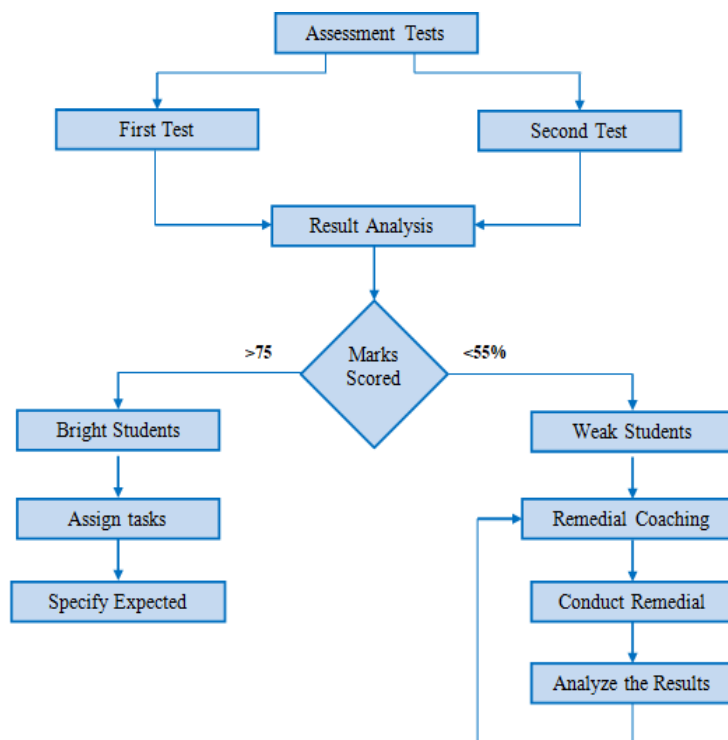 Assessment Tests
First Test
Second Test
Result Analysis
>75
Marks
Scored
<55%
Bright Students
Weak Students
Assign tasks
Remedial Coaching
Specify Expected
Conduct Remedial
Analyze the Results